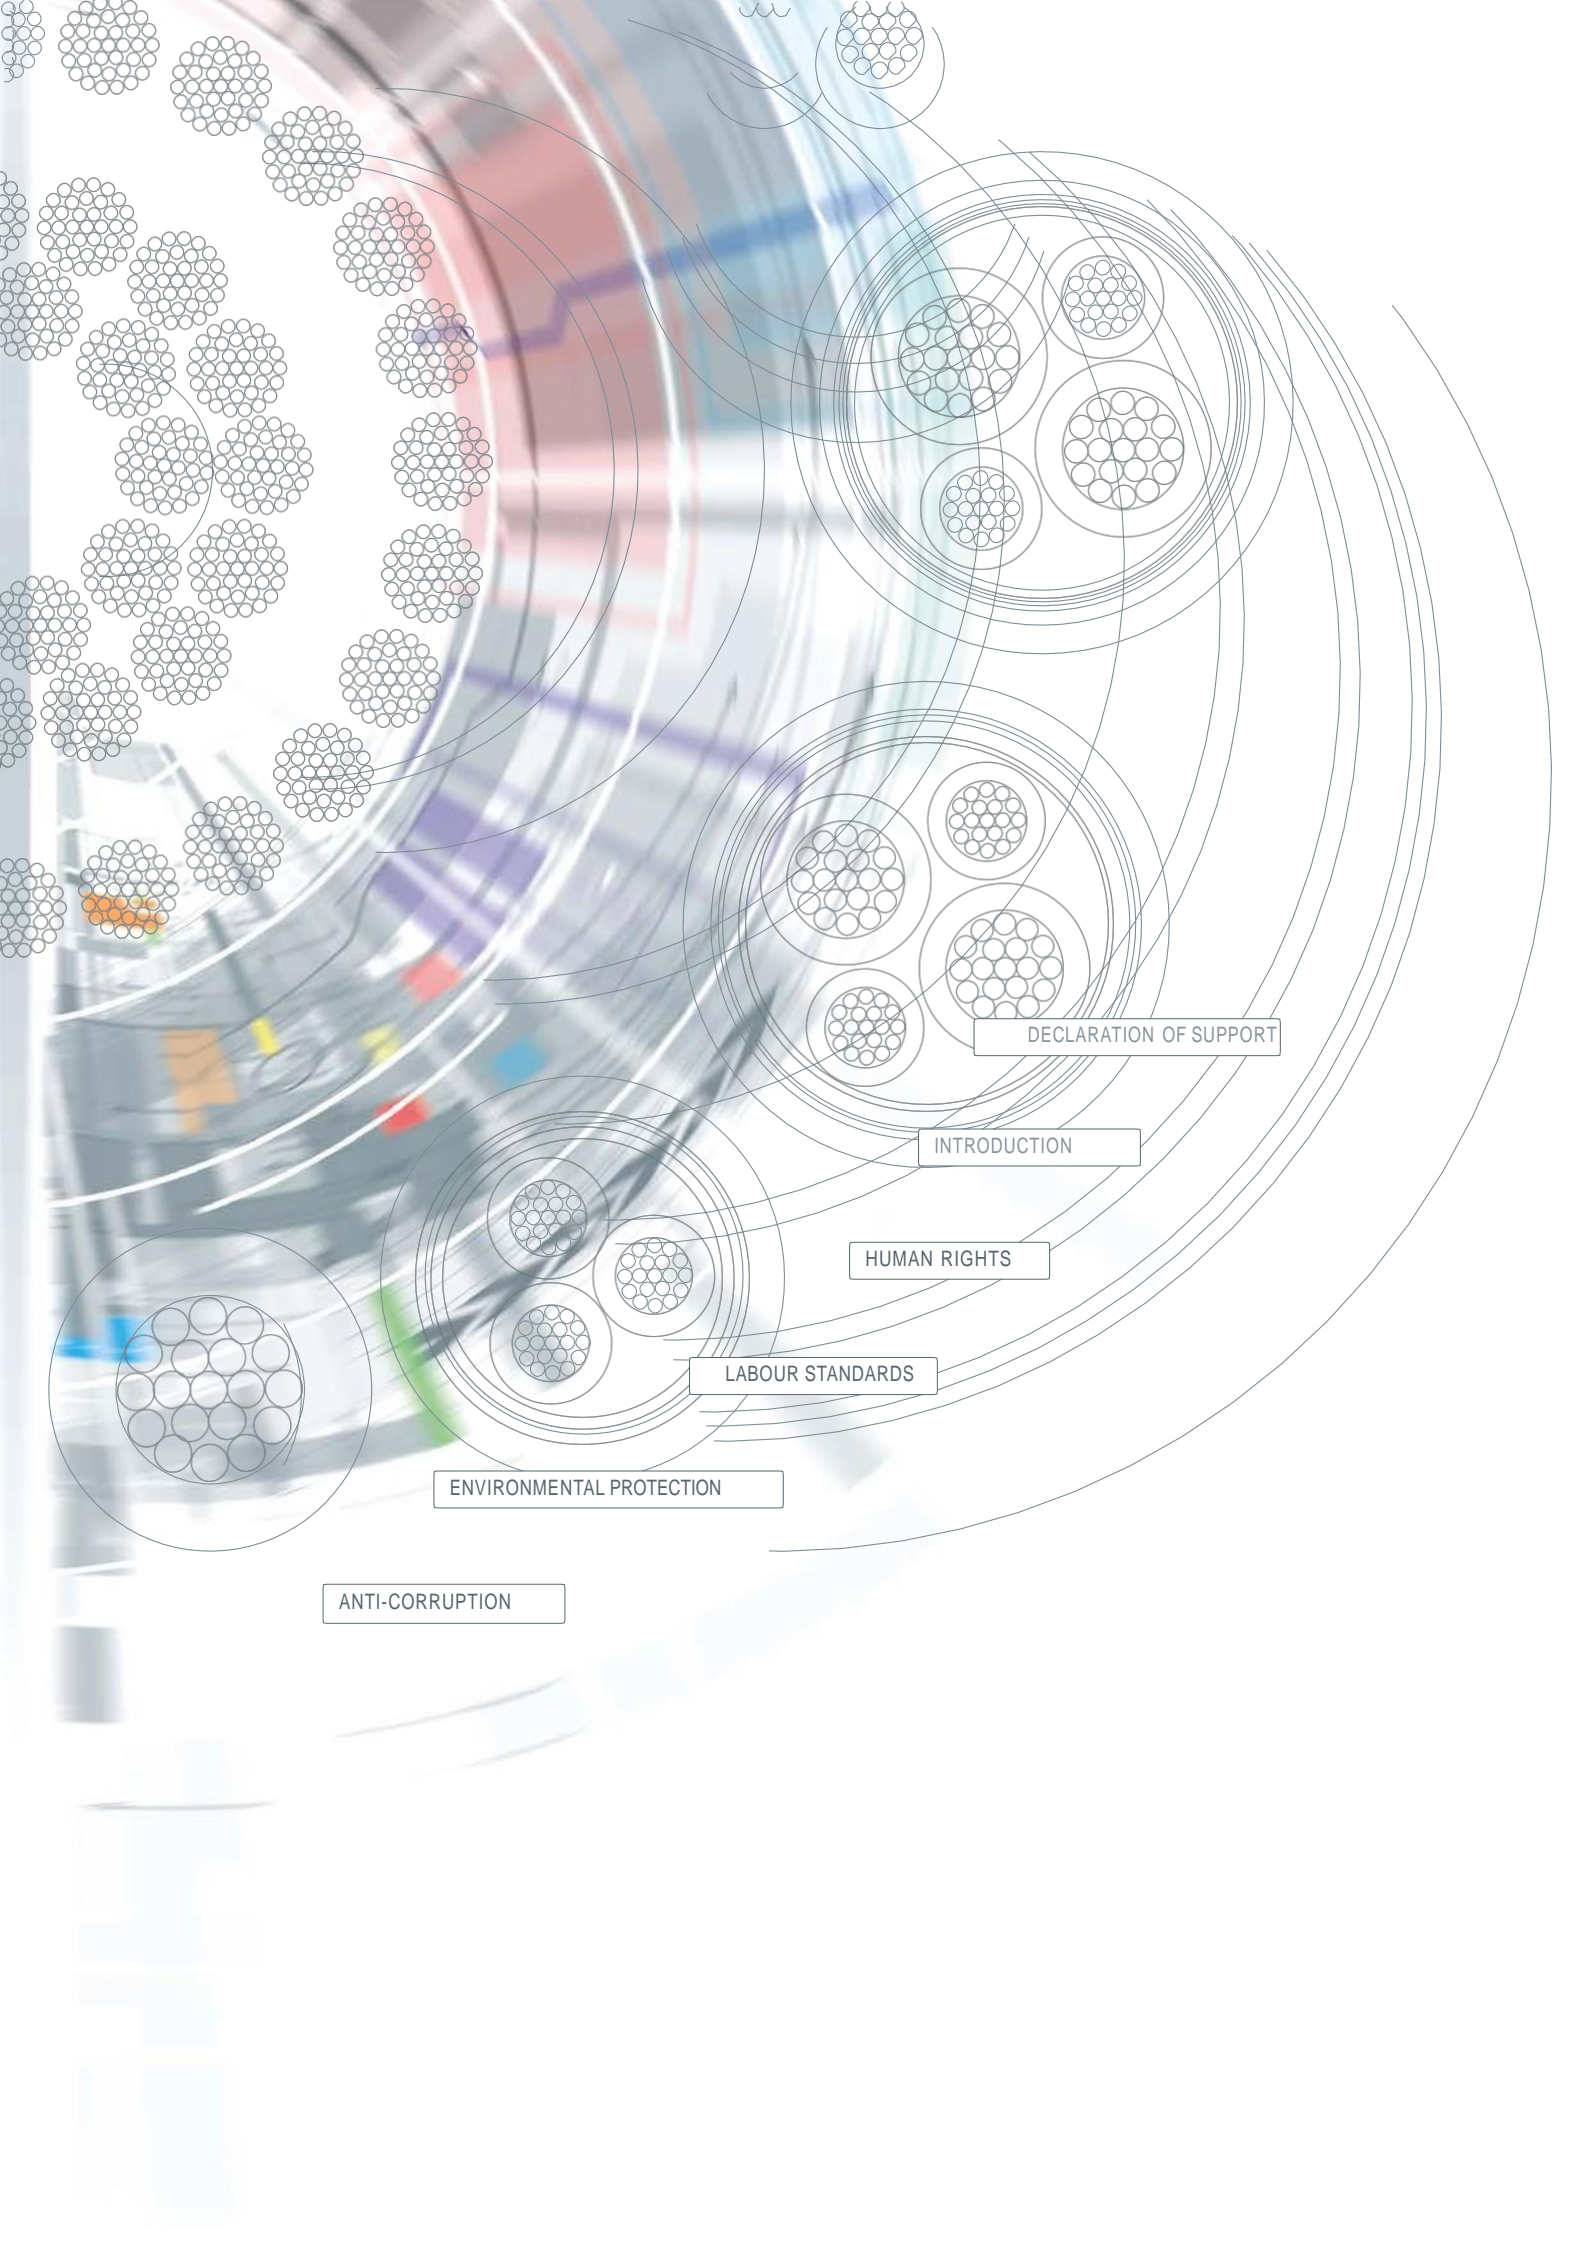 DECLARATION OF SUPPORT
INTRODUCTION
HUMAN RIGHTS
LABOUR STANDARDS
ENVIRONMENTAL PROTECTION
ANTI-CORRUPTION